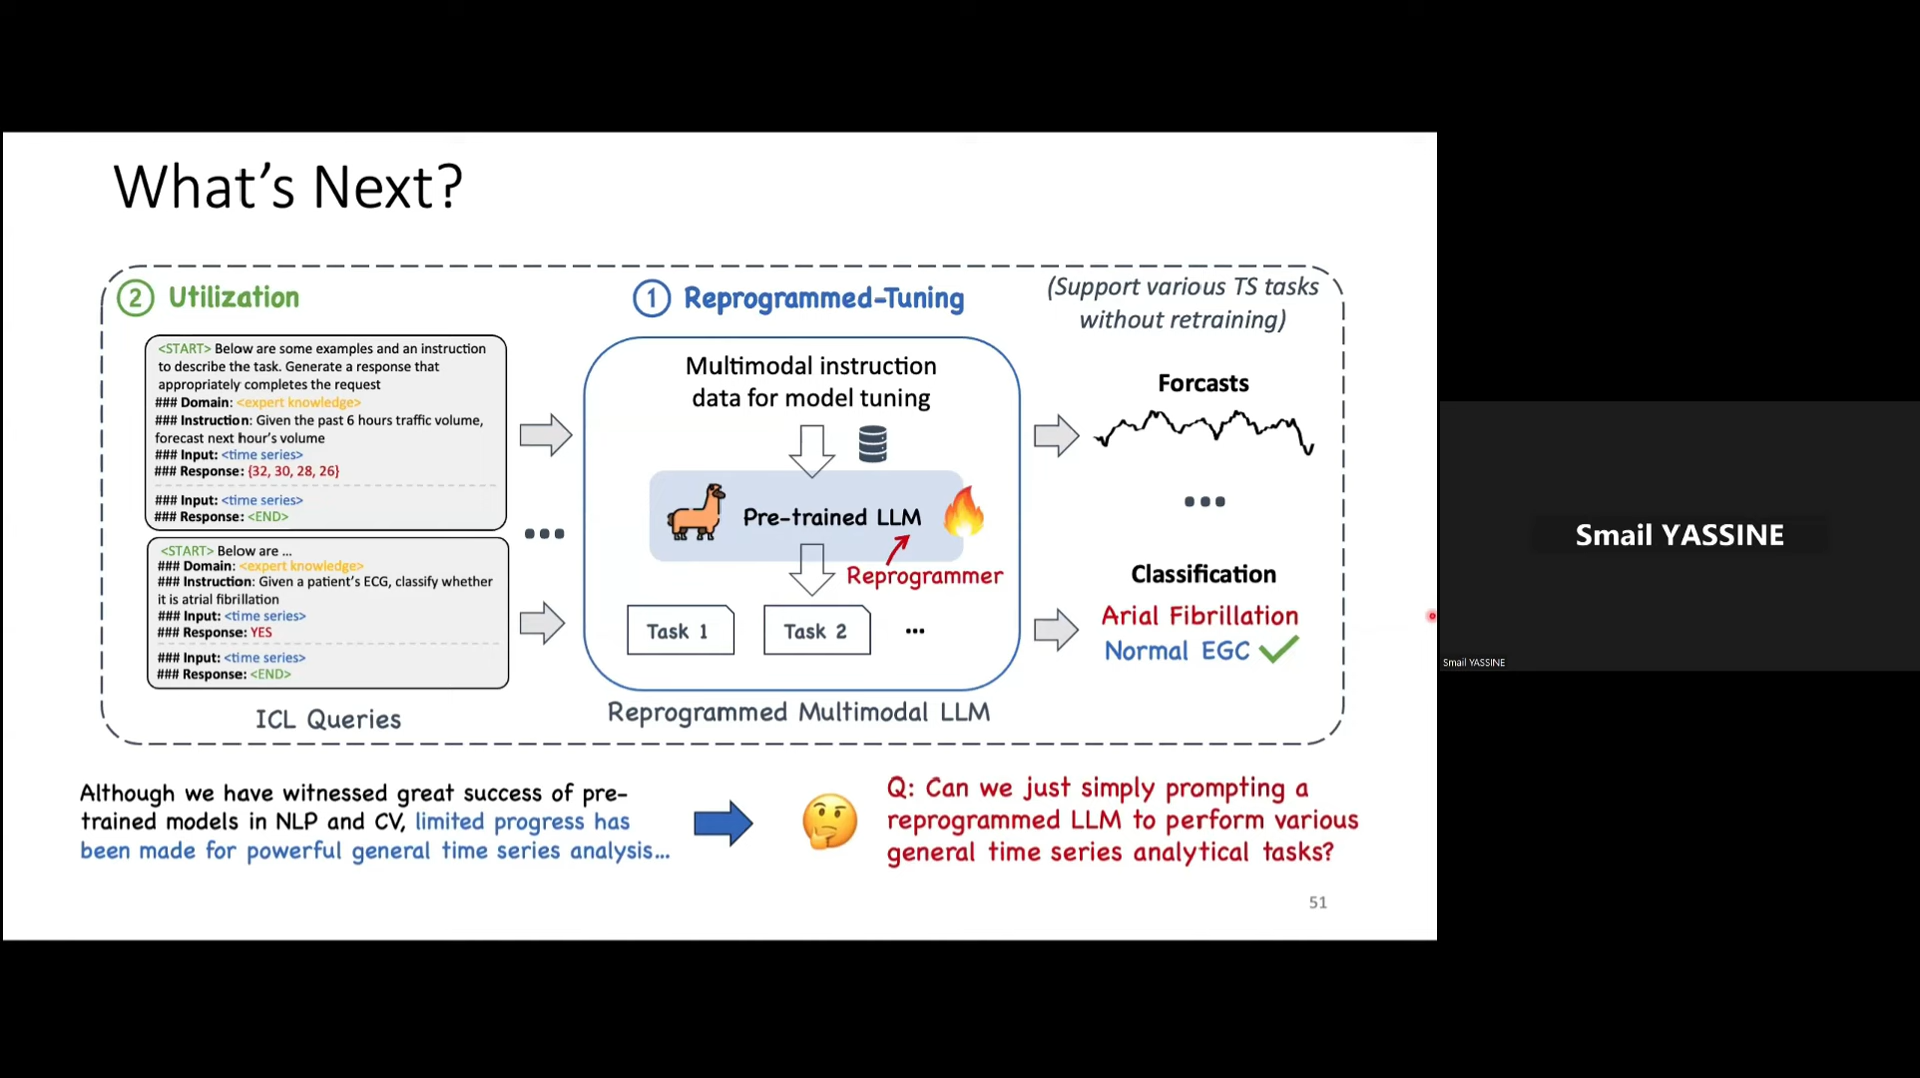 What's Next?
2 Utilization
<START> Below are some examples and an instruction
to describe the task. Generate a response that
appropriately completes the request
### Domain: <expert knowledge>
### Instruction: Given the past 6 hours traffic volume,
forecast next hour's volume
### Input: <time series>
### Response: {32, 30, 28, 26}
### Input: <time series>
### Response: <END>
<START> Below are ...
### Domain: <expert knowledge>
### Instruction: Given a patient's ECG, classify whether
it is atrial fibrillation
### Input: <time series>
### Response: YES
### Input: <time series>
### Response: <END>
ICL Queries
...
1 Reprogrammed-Tuning
Multimodal instruction
data for model tuning
Pre-trained LLM
Reprogrammer
Task 1
Task 2
...
Reprogrammed Multimodal LLM
(Support various TS tasks
without retraining)
Forcasts
...
Classification
Arial Fibrillation
Normal EGC
Although we have witnessed great success of pre-
trained models in NLP and CV, limited progress has
been made for powerful general time series analysis...
Q: Can we just simply prompting a
reprogrammed LLM to perform various
general time series analytical tasks?
51
Smail YASSINE
Smail YASSINE